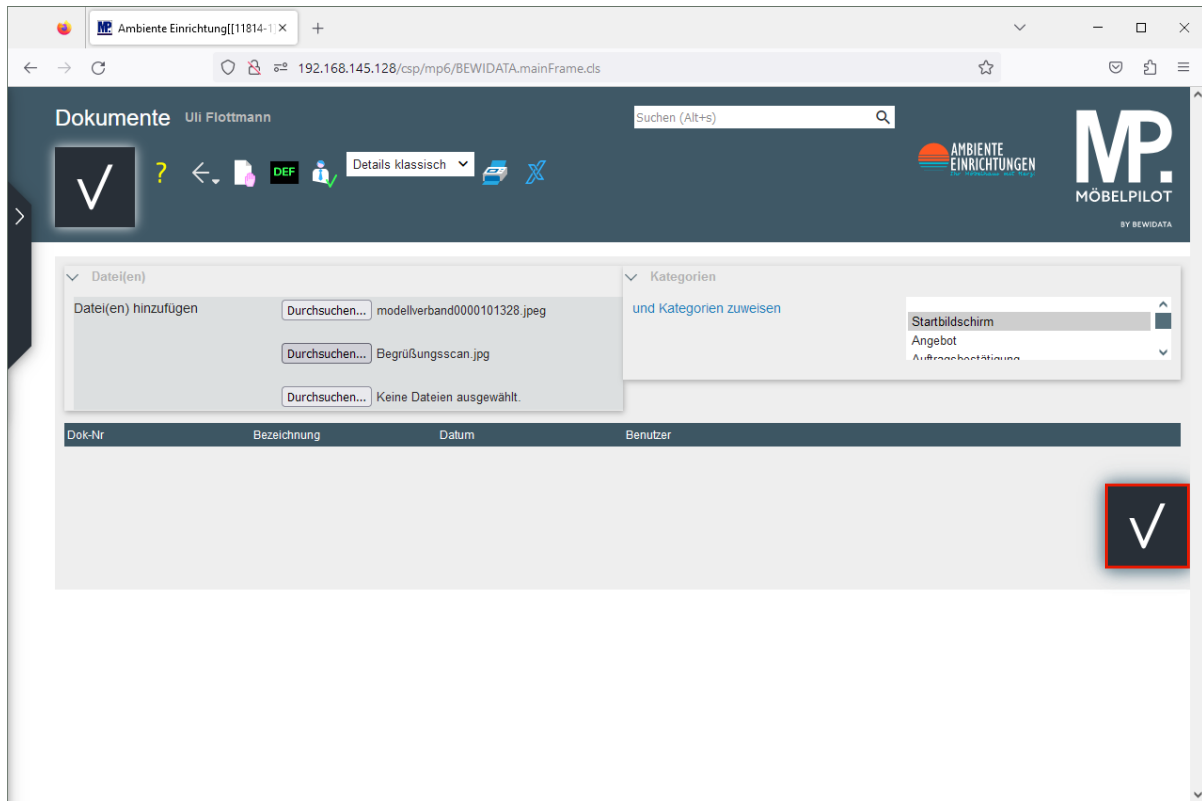 Ambiente Einrichtung[[11814-1]
192.168.145.128/csp/mp6/BEWIDATA.mainFrame.cls
Dokumente Uli Flottmann
Suchen (Alt+s)
? DEF Details klassisch
AMBIENTE
EINRICHTUNGEN
MP.
MÖBELPILOT
BY BEWIDATA
Datei(en)
Datei(en) hinzufügen
Durchsuchen... modellverband0000101328.jpeg
Durchsuchen... Begrüßungsscan.jpg
Durchsuchen... Keine Dateien ausgewählt.
Kategorien
und Kategorien zuweisen
Startbildschirm
Angebot
Auftragsbestätigung
Dok-Nr Bezeichnung Datum Benutzer